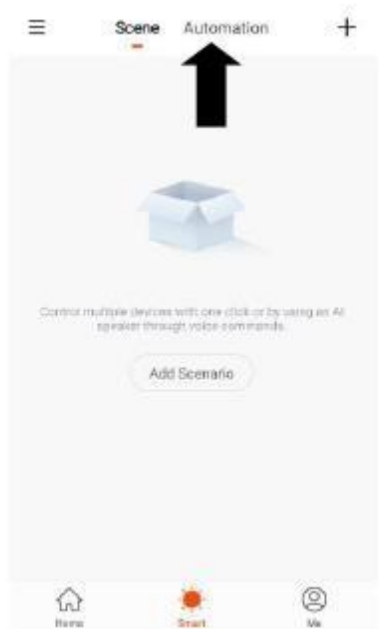 Scene Automation
Control multiple devices with one click or by using an AI
speaker through voice commands.
Add Scenario
Home Smart Me